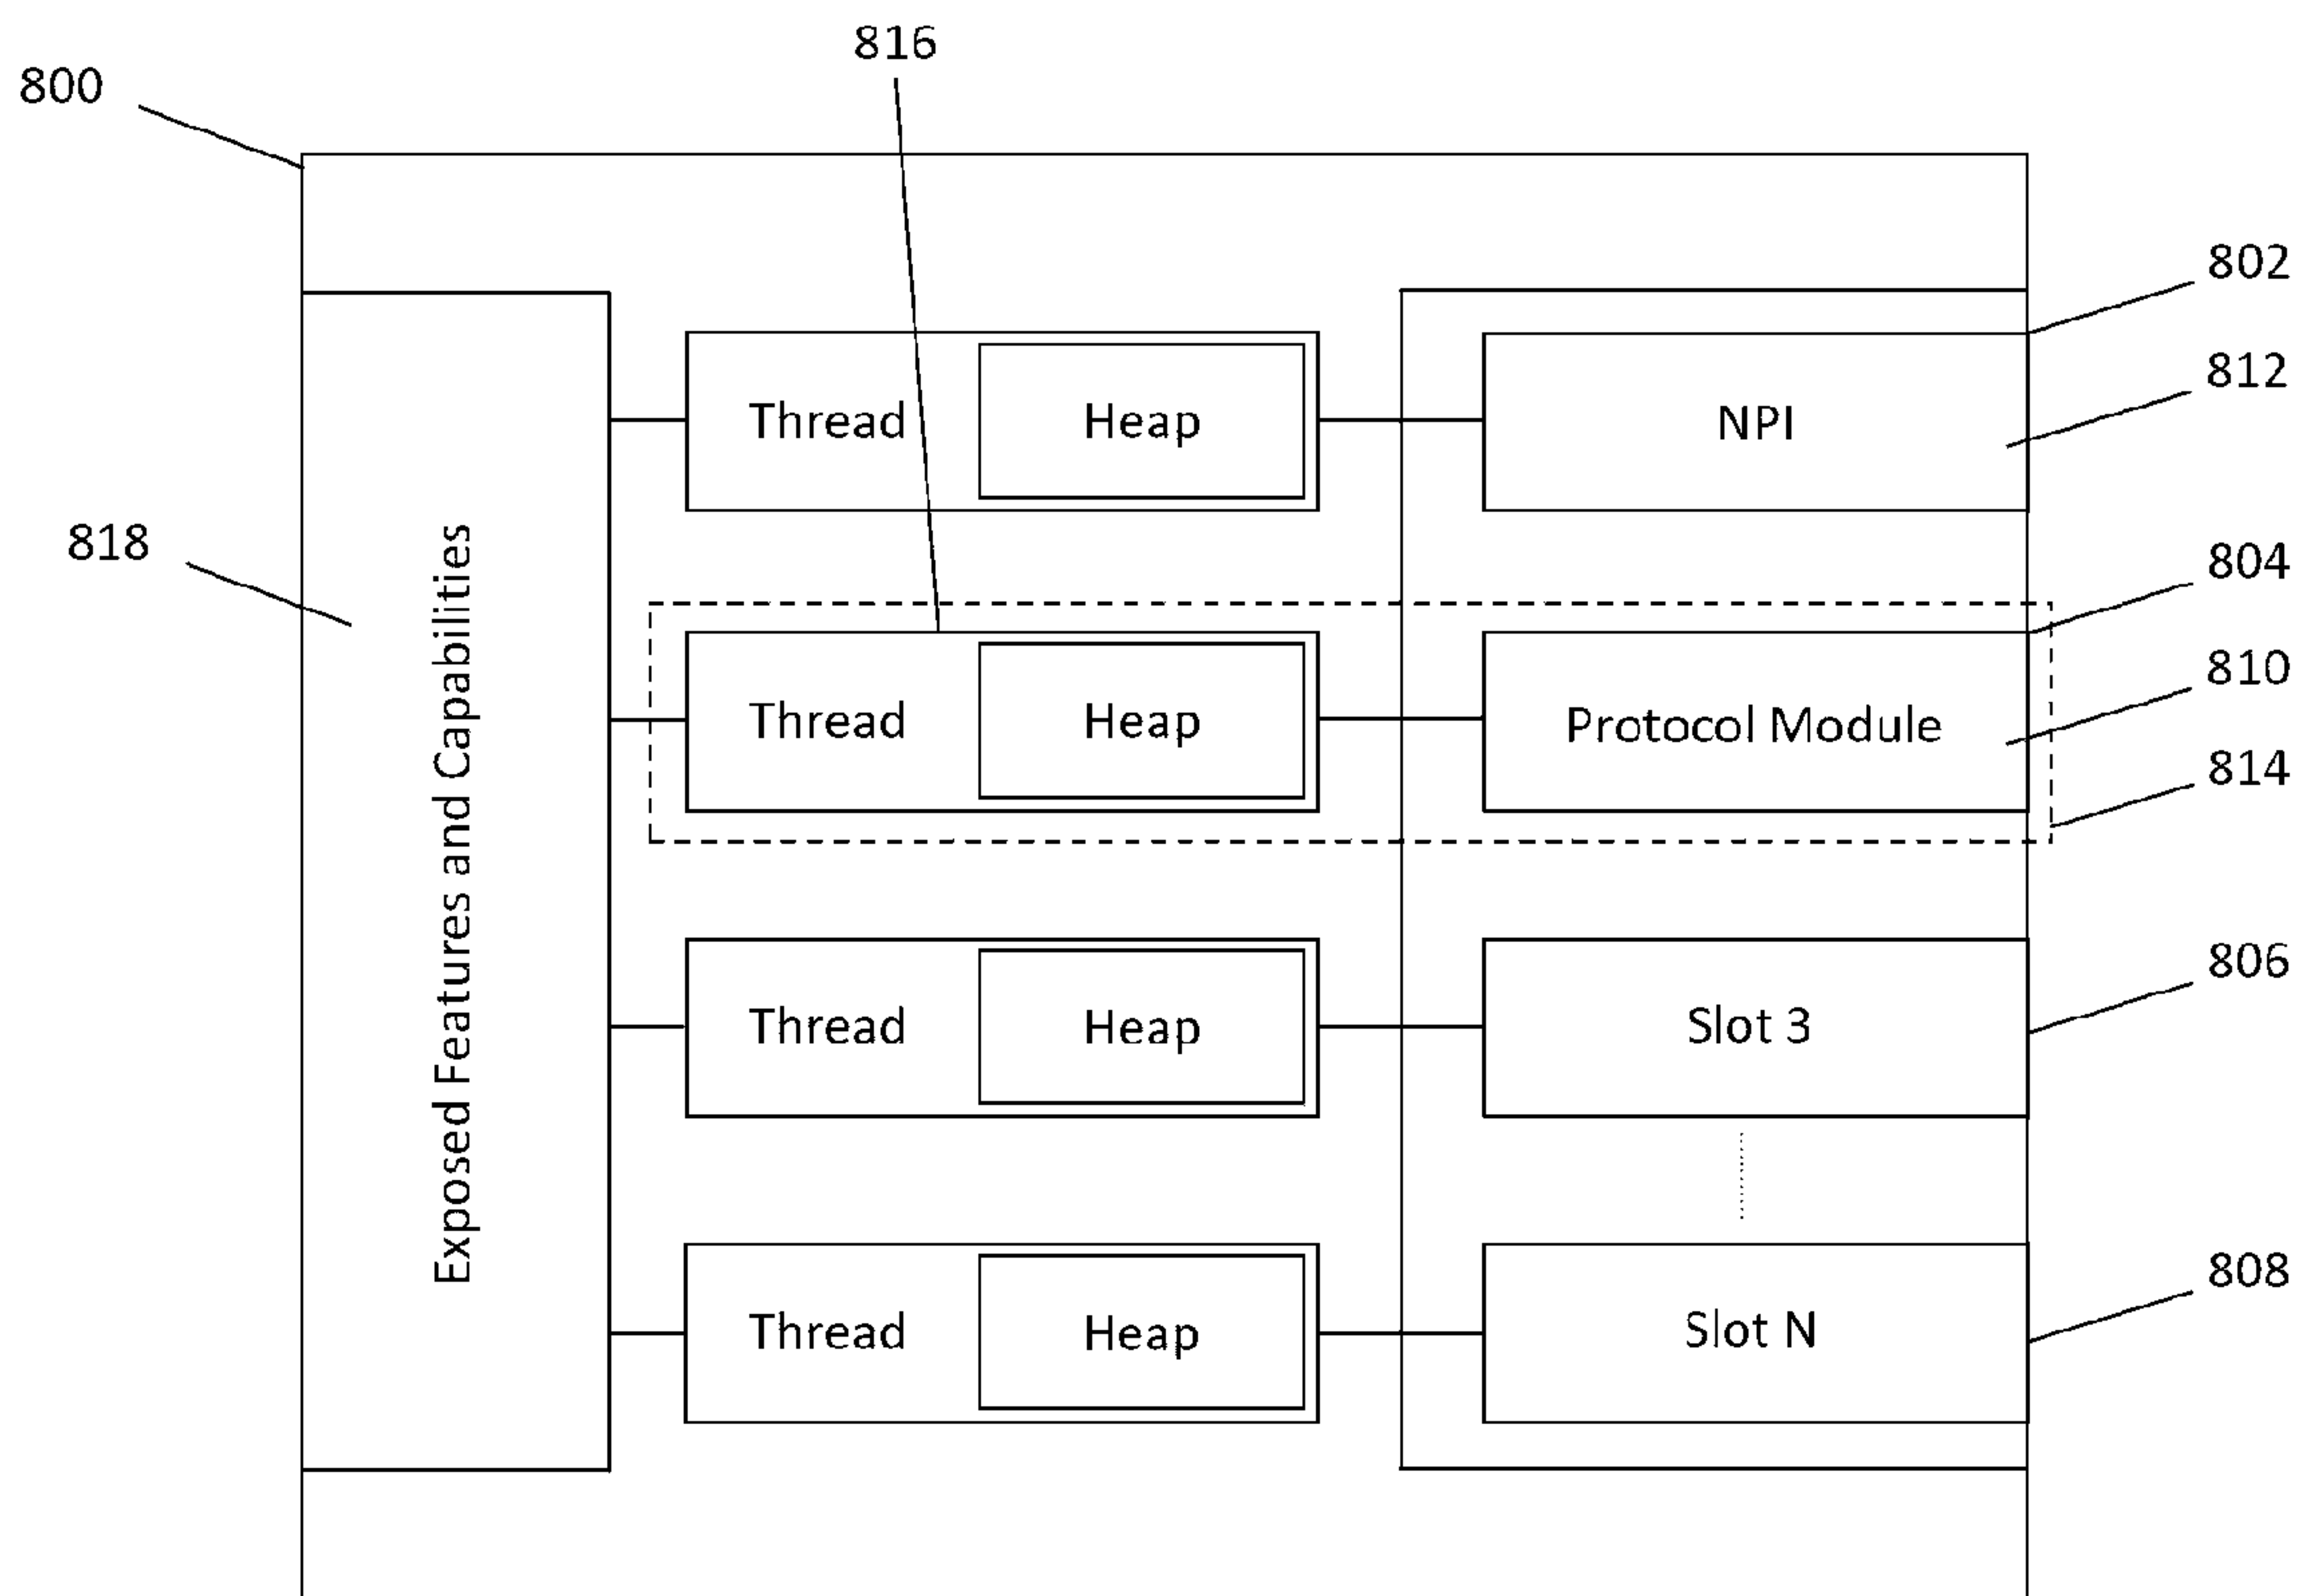 816
800
802
Thread
Heap
NPI
812
818
Exposed Features and Capabilities
804
Thread
Heap
Protocol Module
810
814
Thread
Heap
Slot 3
806
Thread
Heap
Slot N
808